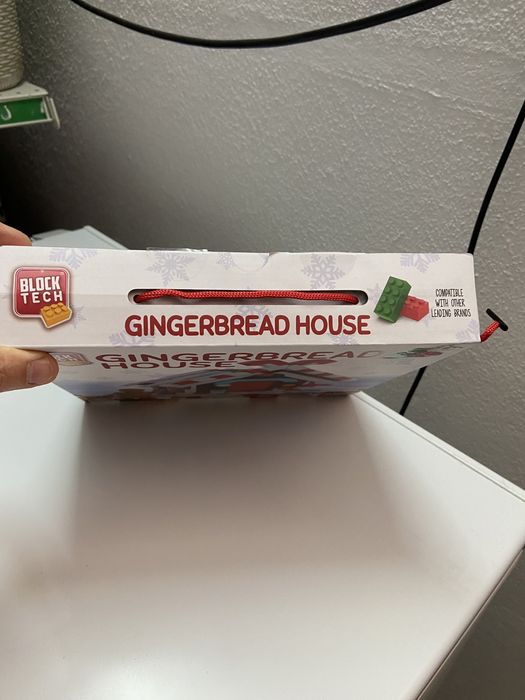 BLOCK
TECH
GINGERBREAD HOUSE
COMPATIBLE
WITH OTHER
LEADING BRANDS
GINGERBREAD
HOUSE